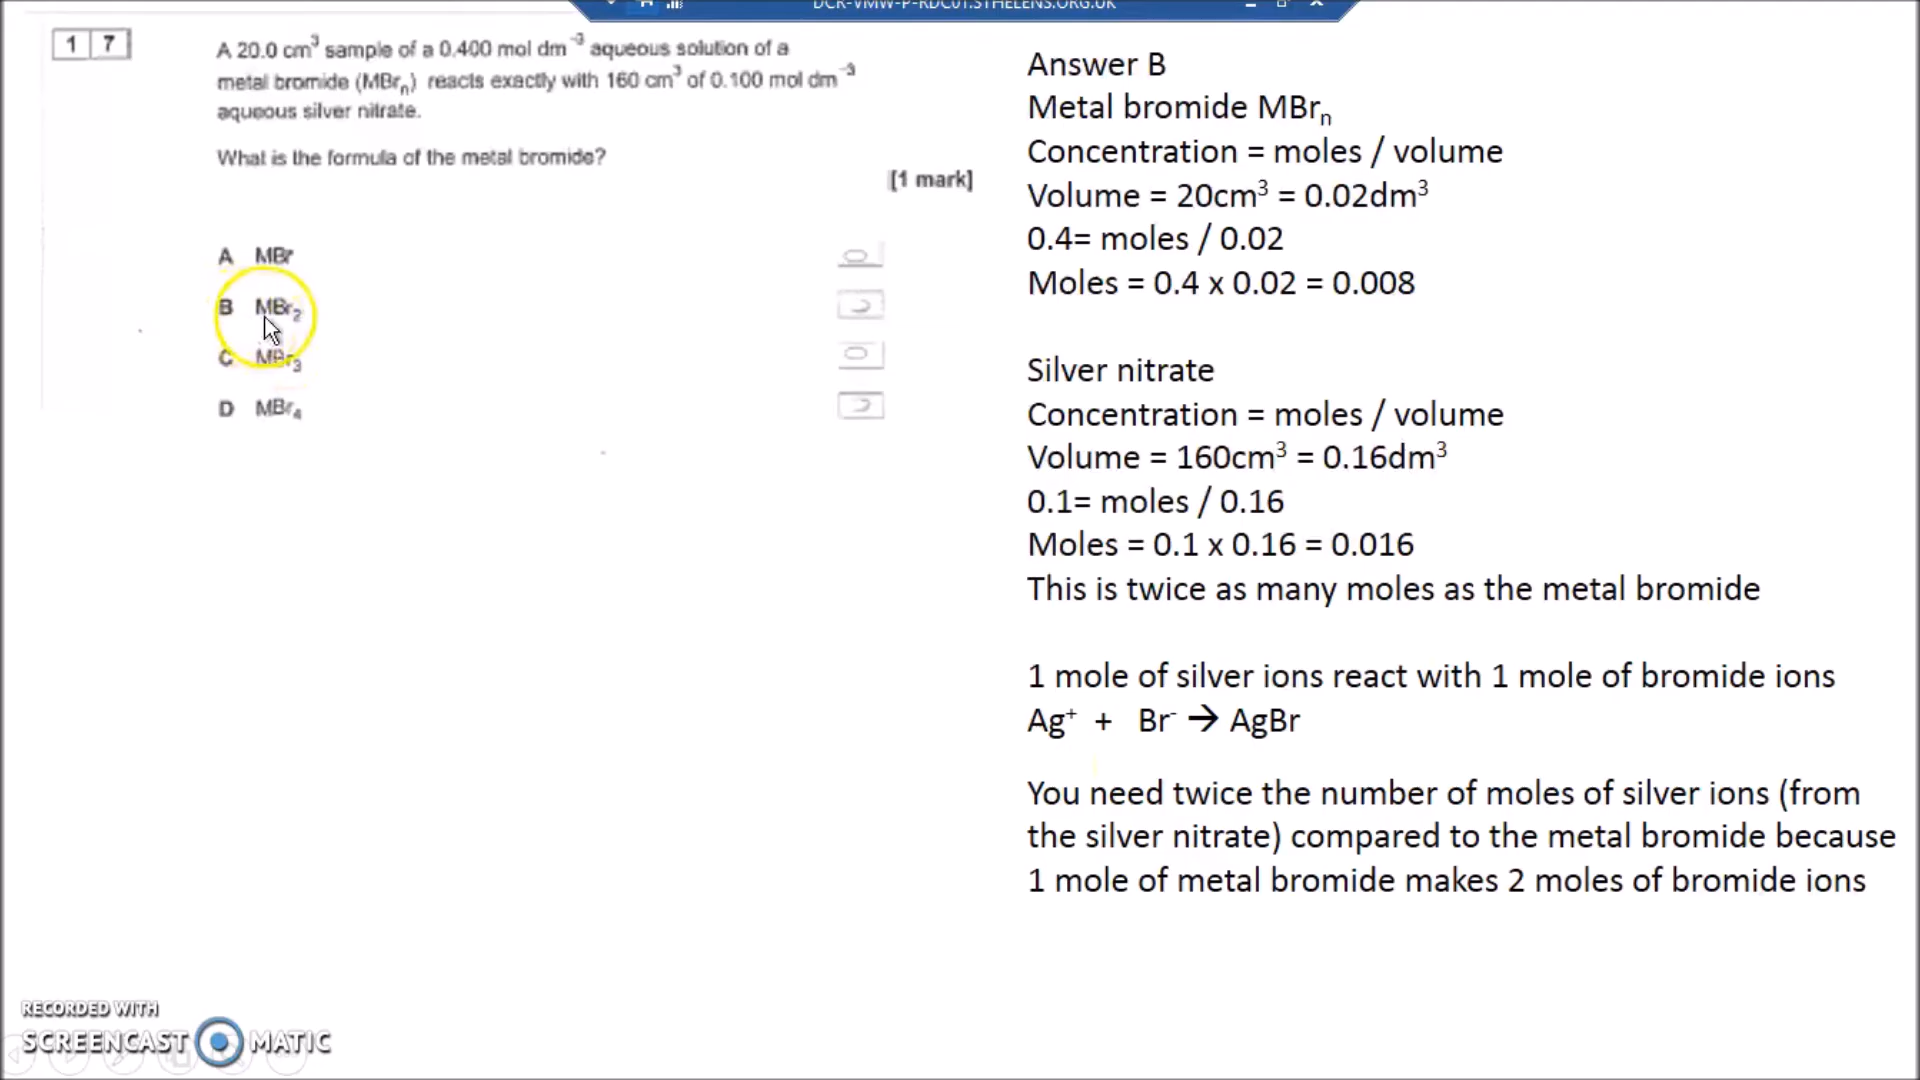 DCR-VMW-P-RDC01.STHELENS.ORG.UK
1 7
A 20.0 cm³ sample of a 0.400 mol dm⁻³ aqueous solution of a
metal bromide (MBrₙ) reacts exactly with 160 cm³ of 0.100 mol dm⁻³
aqueous silver nitrate.
What is the formula of the metal bromide?
[1 mark]
A MBr
B MBr₂
C MBr₃
D MBr₄
Answer B
Metal bromide MBrₙ
Concentration = moles / volume
Volume = 20cm³ = 0.02dm³
0.4= moles / 0.02
Moles = 0.4 x 0.02 = 0.008
Silver nitrate
Concentration = moles / volume
Volume = 160cm³ = 0.16dm³
0.1= moles / 0.16
Moles = 0.1 x 0.16 = 0.016
This is twice as many moles as the metal bromide
1 mole of silver ions react with 1 mole of bromide ions
Ag⁺ + Br⁻ → AgBr
You need twice the number of moles of silver ions (from
the silver nitrate) compared to the metal bromide because
1 mole of metal bromide makes 2 moles of bromide ions
RECORDED WITH
SCREENCAST MATIC